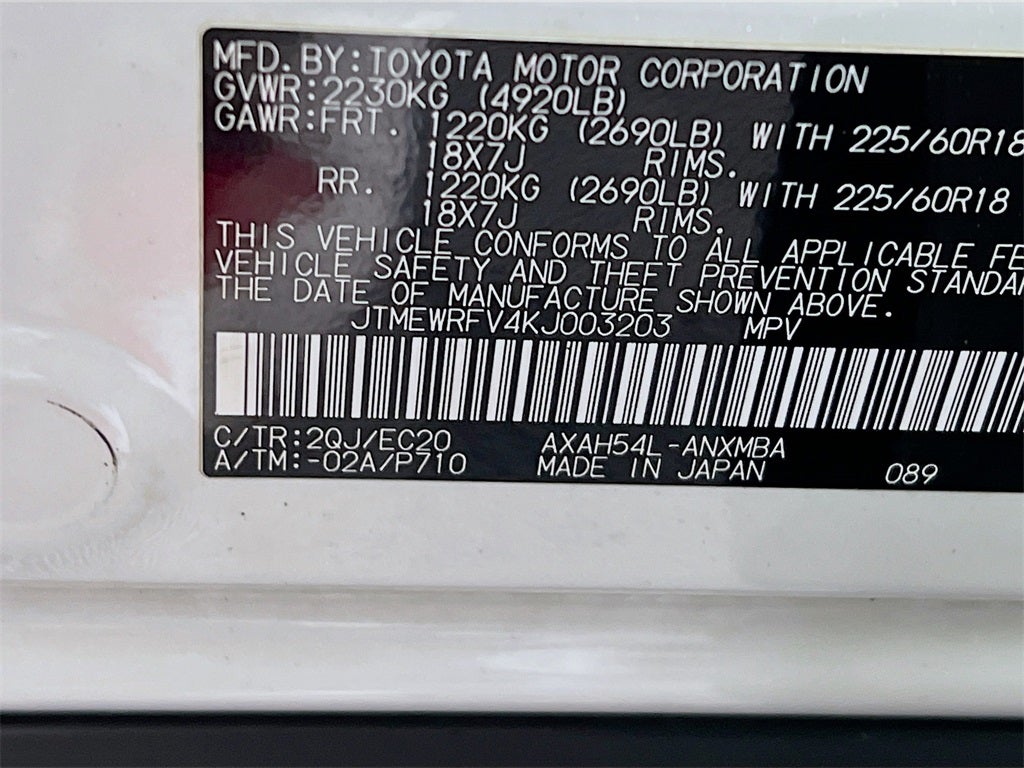 MFD. BY: TOYOTA MOTOR CORPORATION
GVWR: 2230KG (4920LB)
GAWR: FRT. 1220KG (2690LB) WITH 225/60R18
18X7J RIMS.
RR. 1220KG (2690LB) WITH 225/60R18
18X7J RIMS.
THIS VEHICLE CONFORMS TO ALL APPLICABLE
VEHICLE SAFETY AND THEFT PREVENTION
THE DATE OF MANUFACTURE SHOWN ABOVE.
JTMEWRFV4KJ003203 MPV
C/TR: 2QJ/EC20 AXAH54L-ANXMBA
A/TM: -02A/P710 MADE IN JAPAN 089